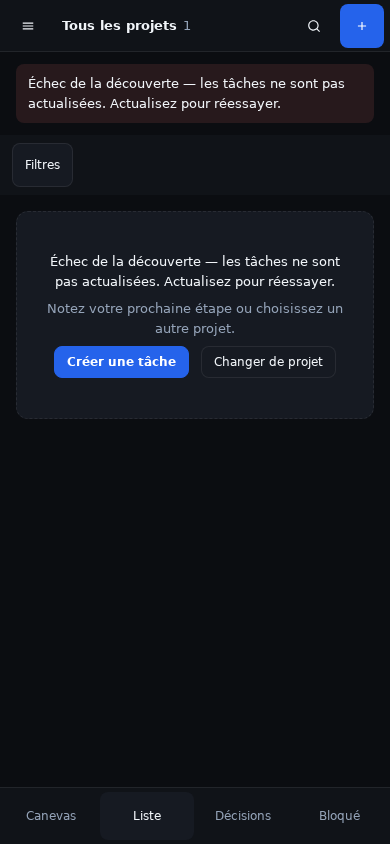 Tous les projets 1
Échec de la découverte — les tâches ne sont pas
actualisées. Actualisez pour réessayer.
Filtres
Échec de la découverte — les tâches ne sont
pas actualisées. Actualisez pour réessayer.
Notez votre prochaine étape ou choisissez un
autre projet.
Créer une tâche Changer de projet
Canevas Liste Décisions Bloqué